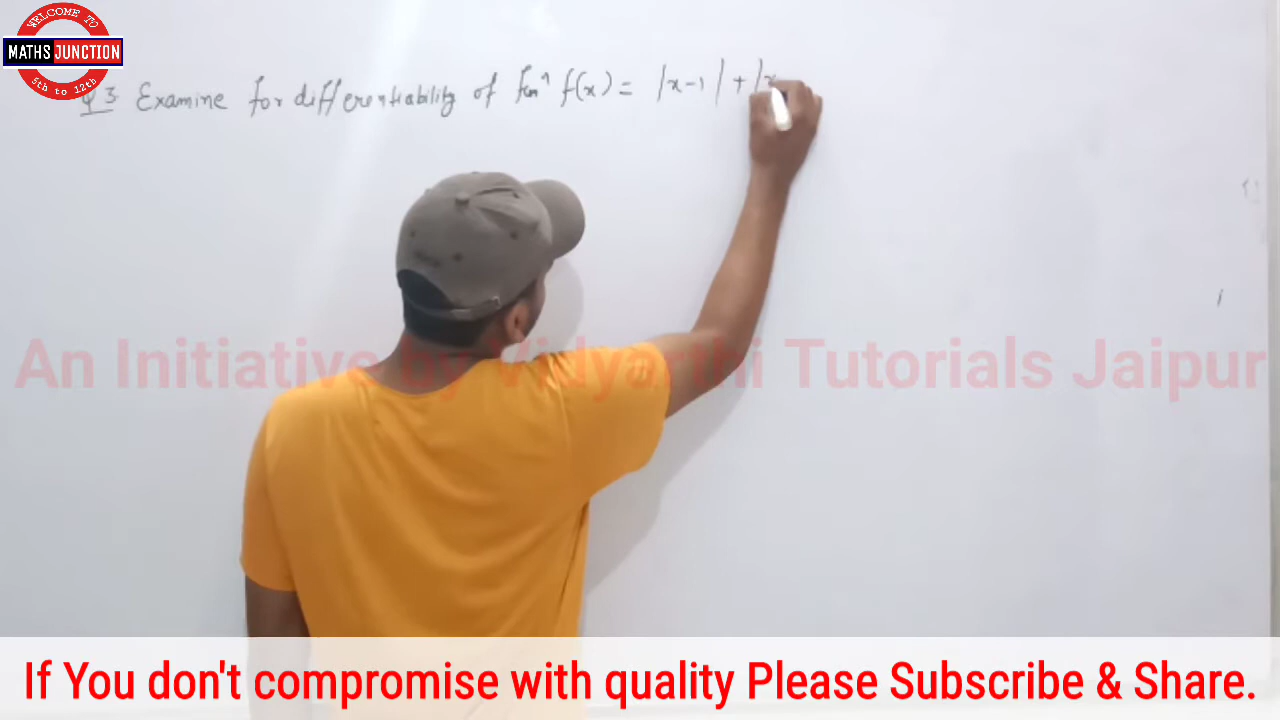 WELCOME TO
MATHS JUNCTION
5th to 12th
Q 3 Examine for differentiability of fun^n f(x) = |x-1| + |x
An Initiative by Vidyarthi Tutorials Jaipur
If You don't compromise with quality Please Subscribe & Share.